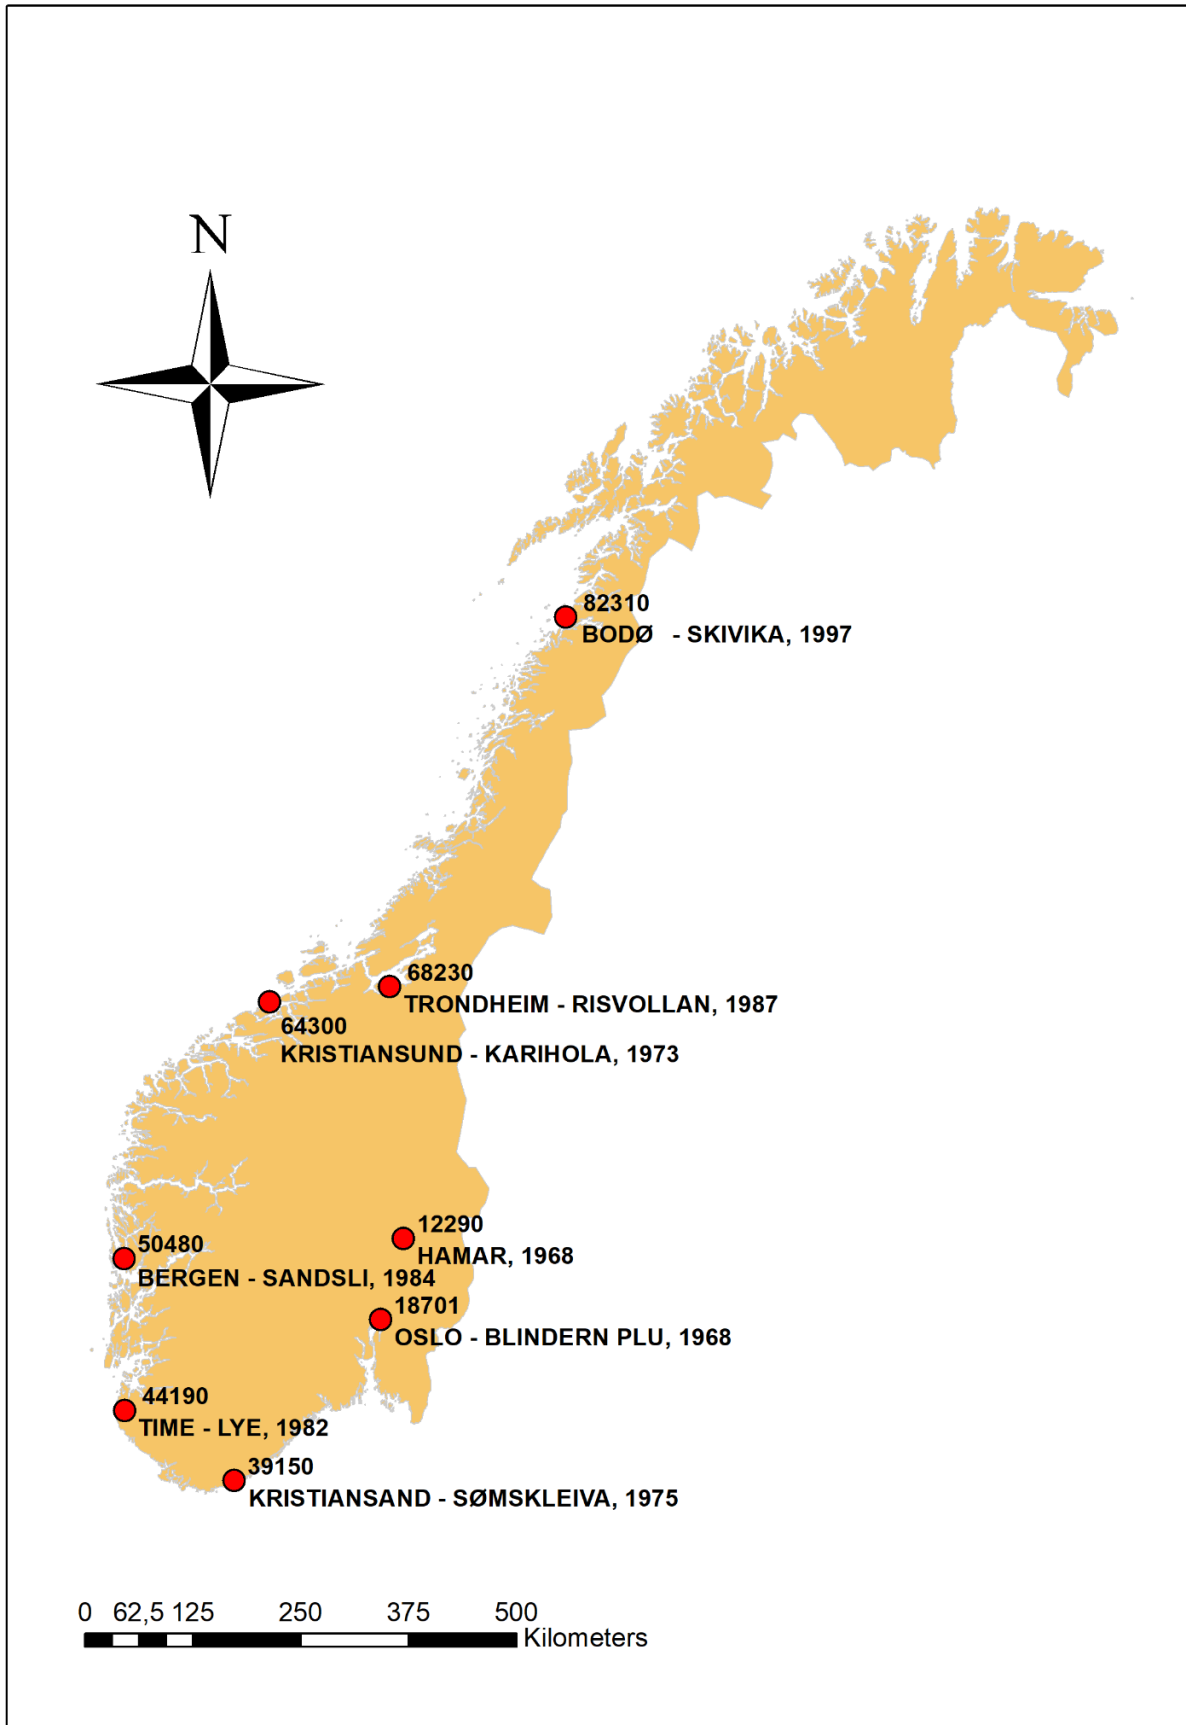 N
82310
BODØ - SKIVIKA, 1997
68230
TRONDHEIM - RISVOLLAN, 1987
64300
KRISTIANSUND - KARIHOLA, 1973
12290
HAMAR, 1968
50480
BERGEN - SANDSLI, 1984
18701
OSLO - BLINDERN PLU, 1968
44190
TIME - LYE, 1982
39150
KRISTIANSAND - SØMSKLEIVA, 1975
0 62,5 125 250 375 500
Kilometers